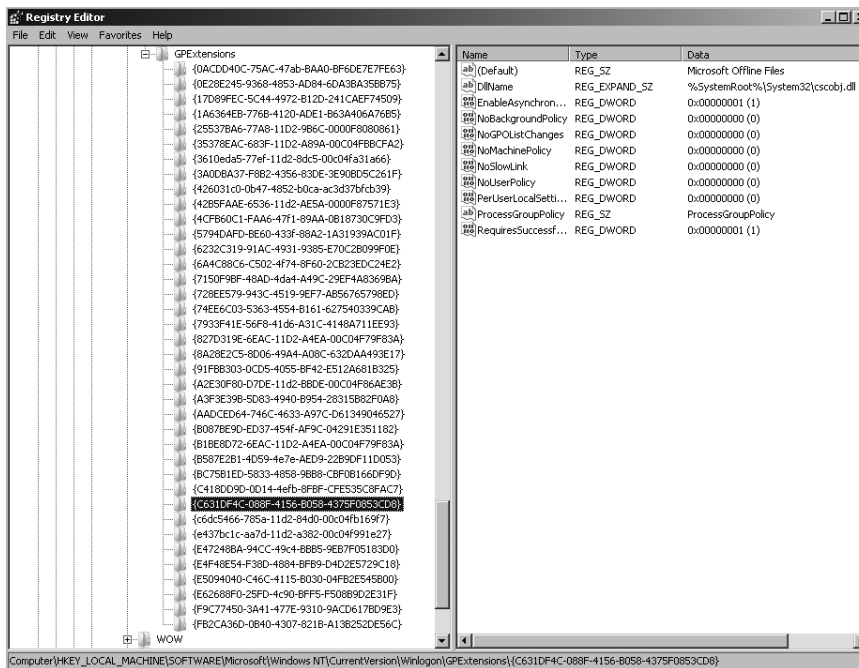 Registry Editor
File Edit View Favorites Help
GPExtensions
{0ACDD40C-75AC-47ab-BAA0-BF6DE7E7FE63}
{0E28E245-9368-4853-AD84-6DA3BA35BB75}
{17D89FEC-5C44-4972-B12D-241CAEF74509}
{1A6364EB-776B-4120-ADE1-B63A406A76B5}
{25537BA6-77A8-11D2-9B6C-0000F8080861}
{35378EAC-683F-11D2-A89A-00C04FBBCFA2}
{3610eda5-77ef-11d2-8dc5-00c04fa31a66}
{3A0DBA37-F8B2-4356-83DE-3E90BD5C261F}
{426031c0-0b47-4852-b0ca-ac3d37bfcb39}
{42B5FAAE-6536-11d2-AE5A-0000F87571E3}
{4CFB60C1-FAA6-47f1-89AA-0B18730C9FD3}
{5794DAFD-BE60-433f-88A2-1A31939AC01F}
{6232C319-91AC-4931-9385-E70C2B099F0E}
{6A4C88C6-C502-4f74-8F60-2CB23EDC24E2}
{7150F9BF-48AD-4da4-A49C-29EF4A8369BA}
{728EE579-943C-4519-9EF7-AB56765798ED}
{74EE6C03-5363-4554-B161-627540339CAB}
{7933F41E-56F8-41d6-A31C-4148A711EE93}
{827D319E-6EAC-11D2-A4EA-00C04F79F83A}
{8A28E2C5-8D06-49A4-A08C-632DAA493E17}
{91FBB303-0CD5-4055-BF42-E512A681B325}
{A2E30F80-D7DE-11d2-BBDE-00C04F86AE3B}
{A3F3E39B-5D83-4940-B954-28315B82F0A8}
{AADCED64-746C-4633-A97C-D61349046527}
{B087BE9D-ED37-454f-AF9C-04291E351182}
{B1BE8D72-6EAC-11D2-A4EA-00C04F79F83A}
{B587E2B1-4D59-4e7e-AED9-22B9DF11D053}
{BC75B1ED-5833-4858-9BB8-CBF0B166DF9D}
{C418DD9D-0D14-4efb-8FBF-CFE535C8FAC7}
{C631DF4C-088F-4156-B058-4375F0853CD8}
{c6dc5466-785a-11d2-84d0-00c04fb169f7}
{e437bc1c-aa7d-11d2-a382-00c04f991e27}
{E47248BA-94CC-49c4-BBB5-9EB7F05183D0}
{E4F48E54-F38D-4884-BFB9-D4D2E5729C18}
{E5094040-C46C-4115-B030-04FB2E545B00}
{E62688F0-25FD-4c90-BFF5-F508B9D2E31F}
{F9C77450-3A41-477E-9310-9ACD617BD9E3}
{FB2CA36D-0B40-4307-821B-A13B252DE56C}
WOW
Name Type Data
(Default) REG_SZ Microsoft Offline Files
DllName REG_EXPAND_SZ %SystemRoot%\System32\cscobj.dll
EnableAsynchron... REG_DWORD 0x00000001 (1)
NoBackgroundPolicy REG_DWORD 0x00000000 (0)
NoGPOListChanges REG_DWORD 0x00000000 (0)
NoMachinePolicy REG_DWORD 0x00000000 (0)
NoSlowLink REG_DWORD 0x00000000 (0)
NoUserPolicy REG_DWORD 0x00000000 (0)
PerUserLocalSetti... REG_DWORD 0x00000000 (0)
ProcessGroupPolicy REG_SZ ProcessGroupPolicy
RequiresSuccessf... REG_DWORD 0x00000001 (1)
Computer\HKEY_LOCAL_MACHINE\SOFTWARE\Microsoft\Windows NT\CurrentVersion\Winlogon\GPExtensions\{C631DF4C-088F-4156-B058-4375F0853CD8}